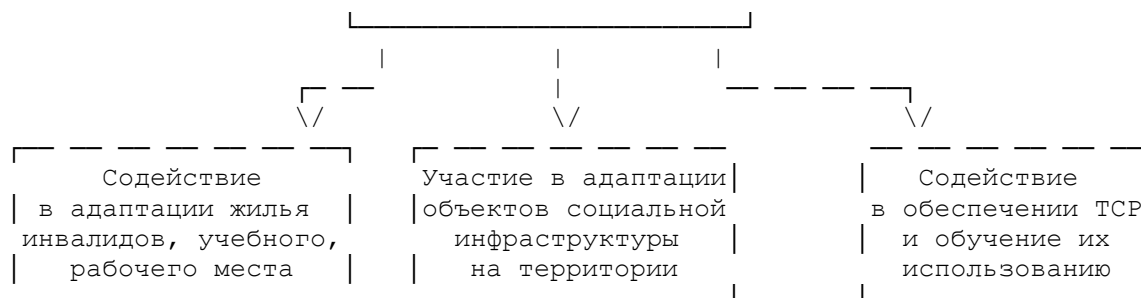 Содействие
в адаптации жилья
инвалидов, учебного,
рабочего места
Участие в адаптации
объектов социальной
инфраструктуры
на территории
Содействие
в обеспечении ТСР
и обучение их
использованию